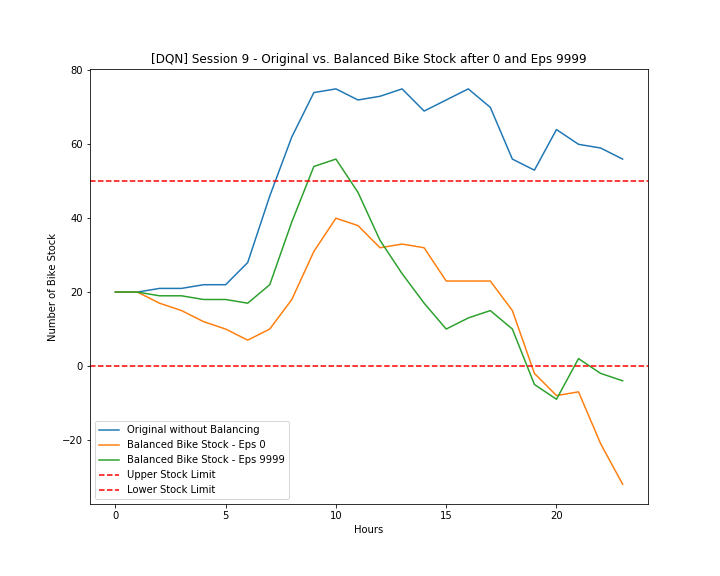 [DQN] Session 9 - Original vs. Balanced Bike Stock after 0 and Eps 9999
80
60
40
20
0
−20
Number of Bike Stock
Original without Balancing
Balanced Bike Stock - Eps 0
Balanced Bike Stock - Eps 9999
Upper Stock Limit
Lower Stock Limit
0 5 10 15 20
Hours